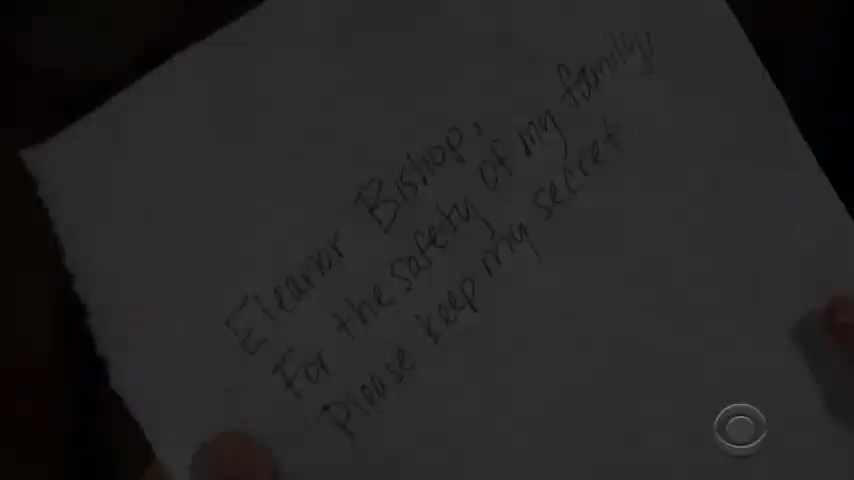 Eleanor Bishop,
For the safety of my family,
Please keep my secret